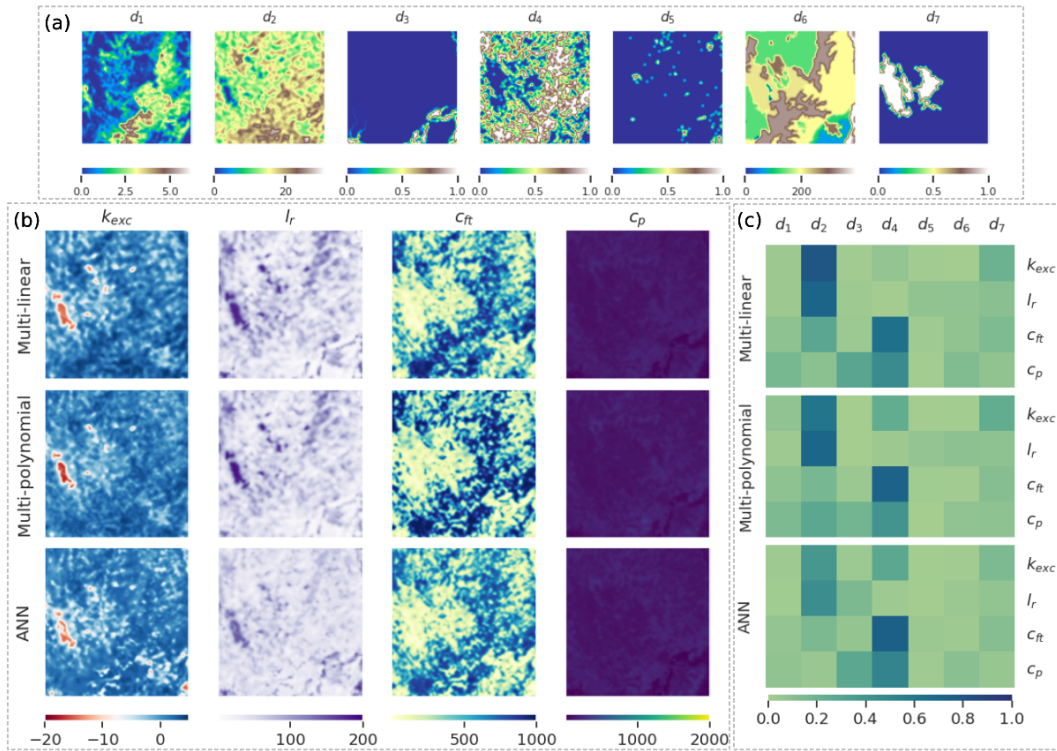 (a)
d1 d2 d3 d4 d5 d6 d7
0.0 2.5 5.0 0 20 0.0 0.5 1.0 0.0 0.5 1.0 0.0 0.5 1.0 0 200 0.0 0.5 1.0
(b)
kexc lr cft cp
Multi-linear
Multi-polynomial
ANN
−20 −10 0 0 100 200 0 500 1000 1000 2000
(c)
d1 d2 d3 d4 d5 d6 d7
Multi-linear
kexc
lr
cft
cp
Multi-polynomial
kexc
lr
cft
cp
ANN
kexc
lr
cft
cp
0.0 0.2 0.4 0.6 0.8 1.0